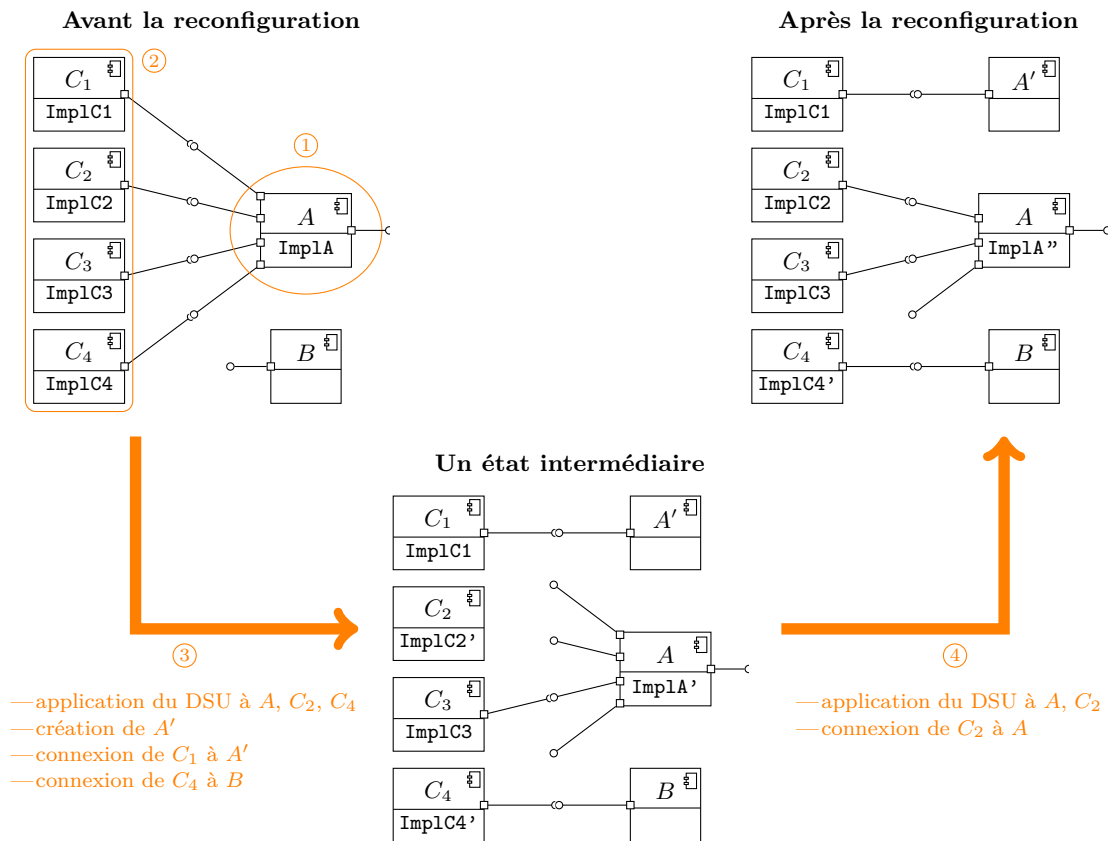 Avant la reconfiguration
②
C₁
ImplC1
C₂
ImplC2
C₃
ImplC3
C₄
ImplC4
①
A
ImplA
B
Après la reconfiguration
C₁
ImplC1
A′
C₂
ImplC2
A
ImplA”
C₃
ImplC3
C₄
ImplC4'
B
Un état intermédiaire
C₁
ImplC1
A′
C₂
ImplC2'
A
ImplA'
C₃
ImplC3
C₄
ImplC4'
B
③
—application du DSU à A, C₂, C₄
—création de A′
—connexion de C₁ à A′
—connexion de C₄ à B
④
—application du DSU à A, C₂
—connexion de C₂ à A